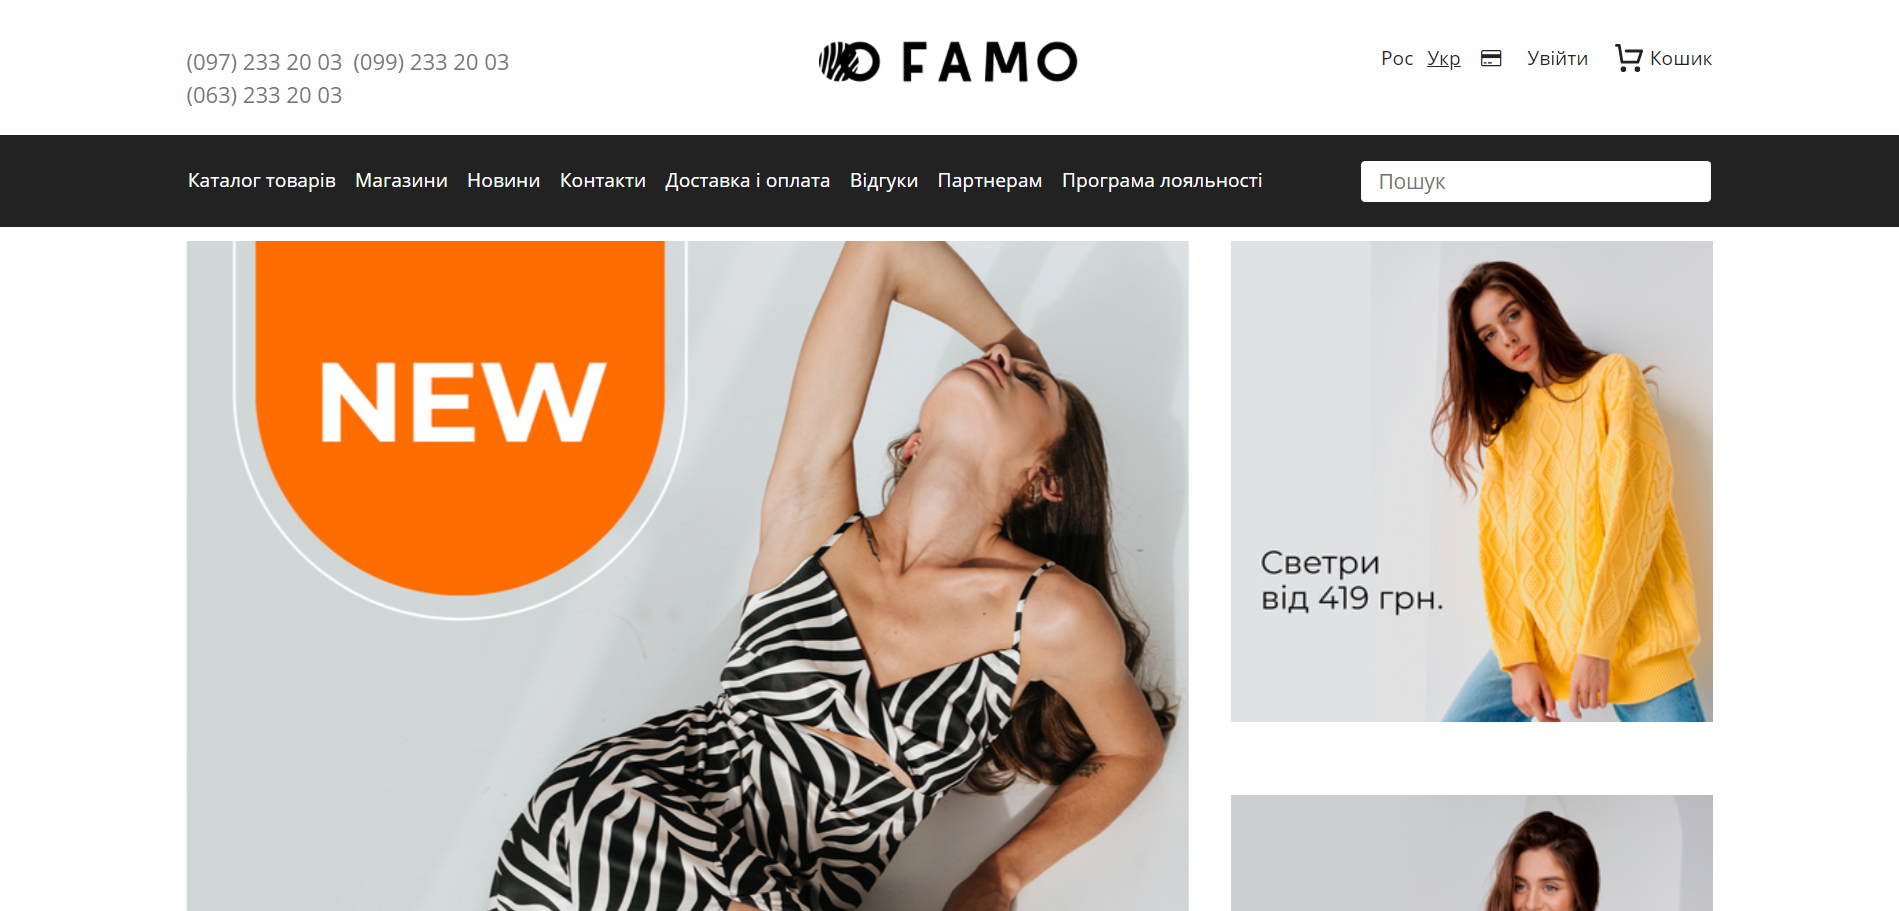 (097) 233 20 03 (099) 233 20 03
(063) 233 20 03
FAMO
Рос Укр Увійти Кошик
Каталог товарів Магазини Новини Контакти Доставка і оплата Відгуки Партнерам Програма лояльності
Пошук
NEW
Светри
від 419 грн.